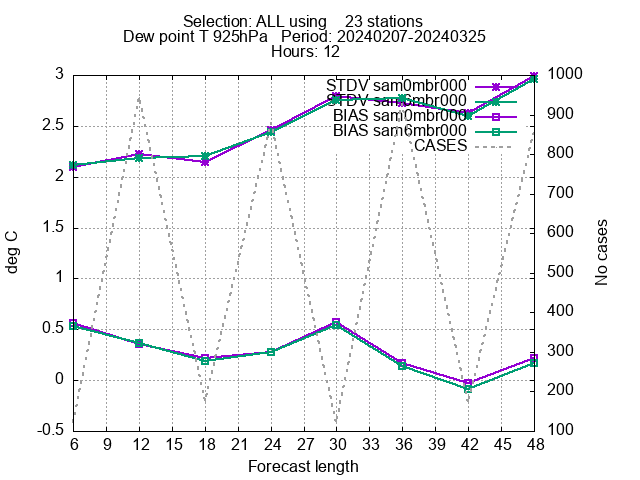 Selection: ALL using 23 stations
Dew point T 925hPa Period: 20240207-20240325
Hours: 12
STDV sam0mbr000
STDV sam6mbr000
BIAS sam0mbr000
BIAS sam6mbr000
CASES
deg C
3
2.5
2
1.5
1
0.5
0
-0.5
6 9 12 15 18 21 24 27 30 33 36 39 42 45 48
Forecast length
1000
900
800
700
600
500
400
300
200
100
No cases